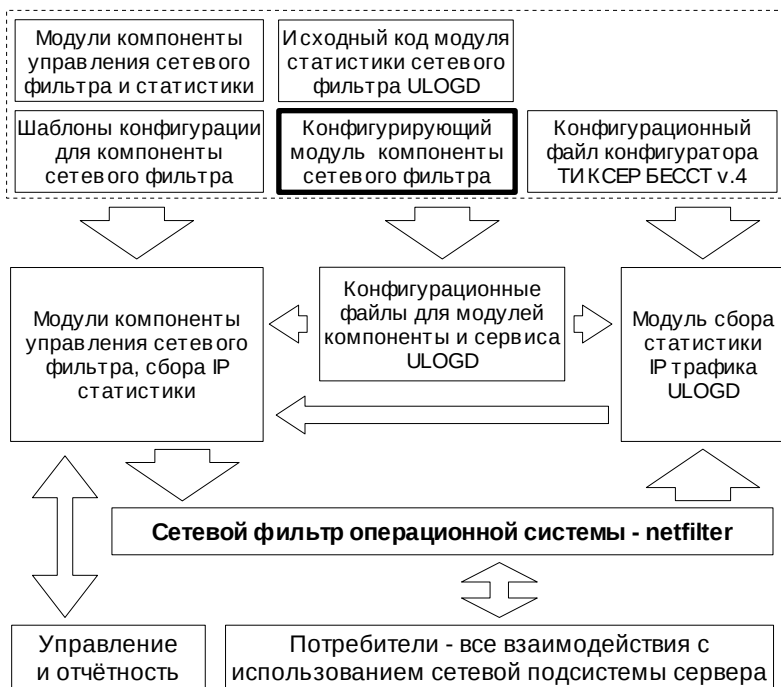 Модули компоненты
управления сетевого
фильтра и статистики
Исходный код модуля
статистики сетевого
фильтра ULOGD
Шаблоны конфигурации
для компоненты
сетевого фильтра
Конфигурирующий
модуль компоненты
сетевого фильтра
Конфигурационный
файл конфигуратора
ТИ КСЕР БЕССТ v.4
Модули компоненты
управления сетевого
фильтра, сбора IP
статистики
Конфигурационные
файлы для модулей
компоненты и сервиса
ULOGD
Модуль сбора
статистики
IP трафика
ULOGD
Сетевой фильтр операционной системы - netfilter
Управление
и отчётность
Потребители - все взаимодействия с
использованием сетевой подсистемы сервера